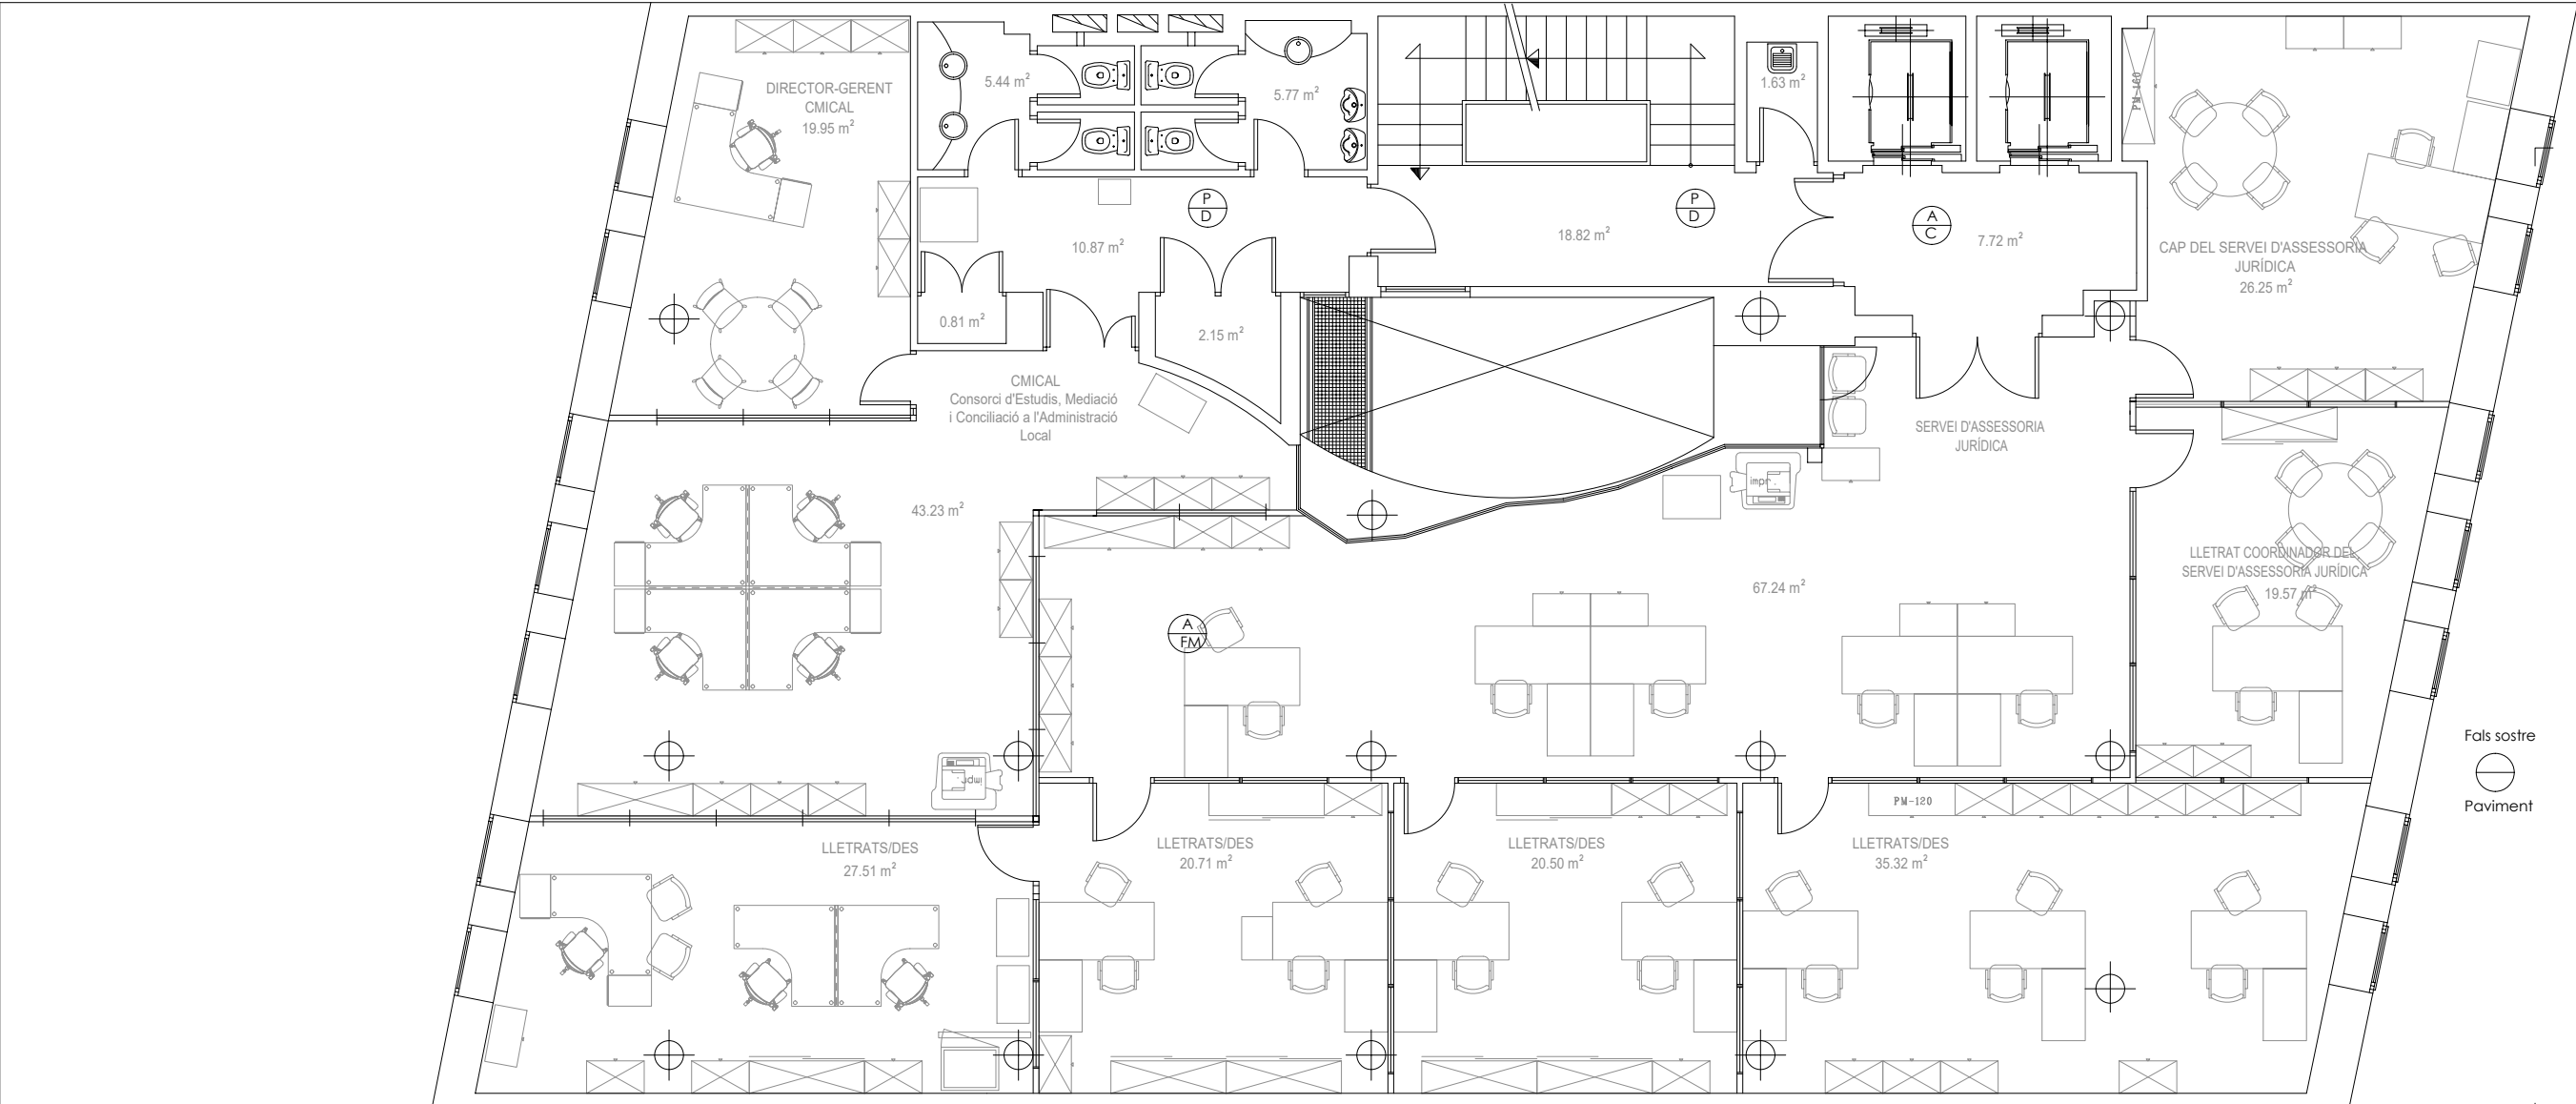 DIRECTOR-GERENT
CMICAL
19.95 m²
5.44 m²
5.77 m²
1.63 m²
PM-160
P
D
10.87 m²
P
D
18.82 m²
A
C
7.72 m²
CAP DEL SERVEI D'ASSESSORIA
JURÍDICA
26.25 m²
0.81 m²
2.15 m²
CMICAL
Consorci d'Estudis, Mediació
i Conciliació a l'Administració
Local
SERVEI D'ASSESSORIA
JURÍDICA
impr.
43.23 m²
67.24 m²
LLETRAT COORDINADOR DEL
SERVEI D'ASSESSORIA JURÍDICA
19.57 m²
A
FM
impr.
Fals sostre
Paviment
PM-120
LLETRATS/DES
27.51 m²
LLETRATS/DES
20.71 m²
LLETRATS/DES
20.50 m²
LLETRATS/DES
35.32 m²